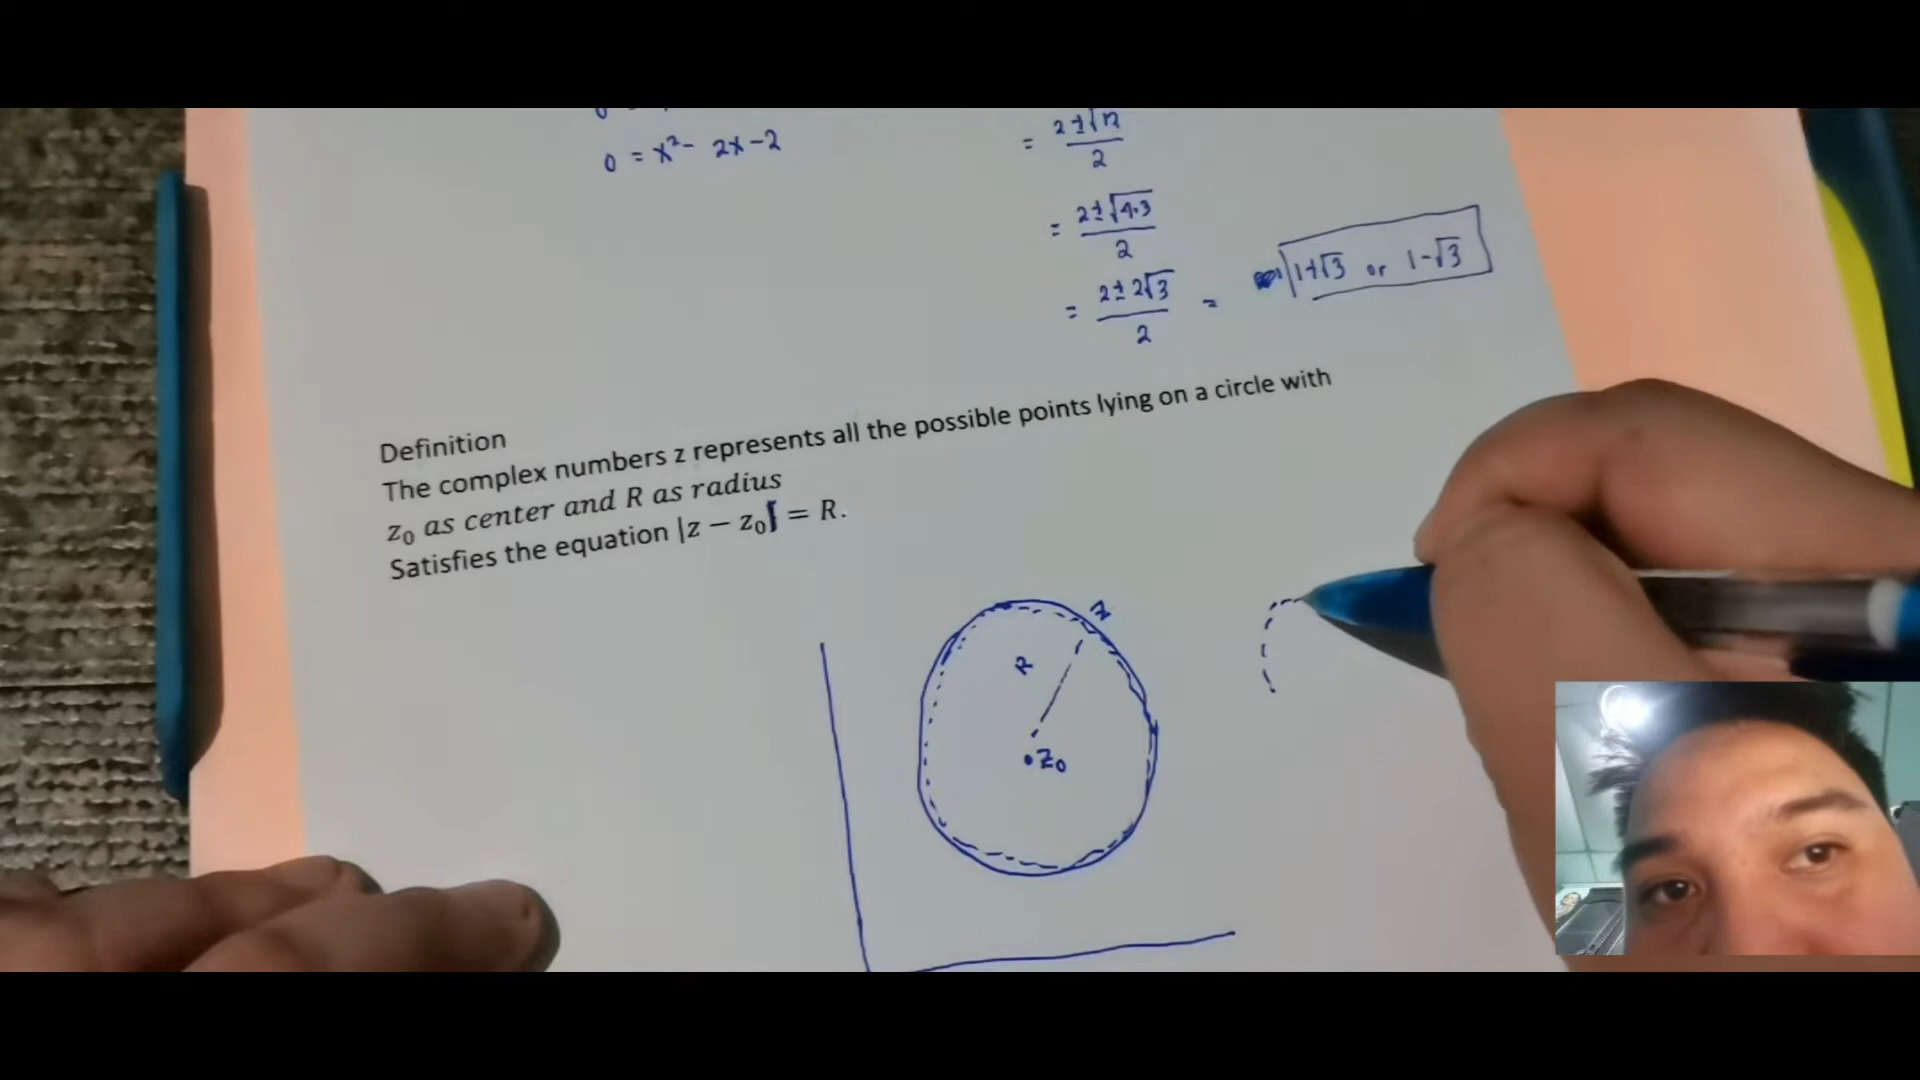 0 = x² - 2x - 2
= 2 ± √12 / 2
= 2 ± √4·3 / 2
= 2 ± 2√3 / 2 = 1+√3 or 1-√3
Definition
The complex numbers z represents all the possible points lying on a circle with
z₀ as center and R as radius
Satisfies the equation |z − z₀| = R.
z
R
z₀